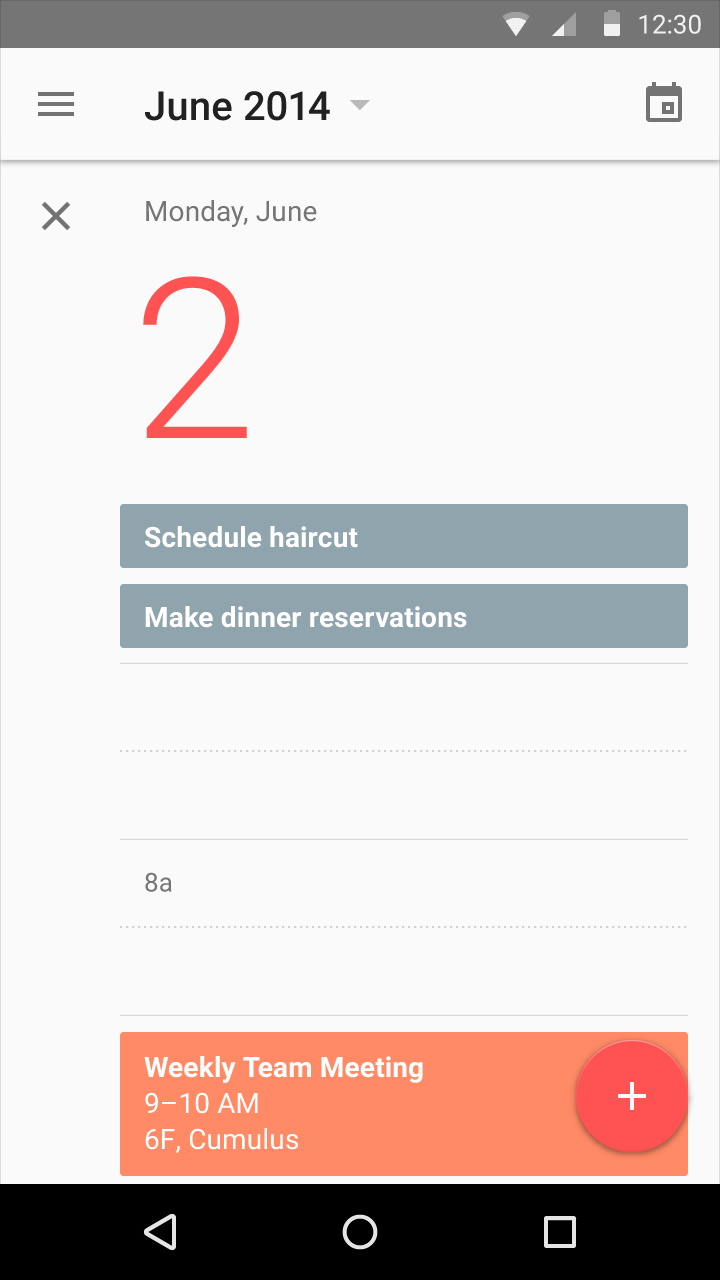 12:30
June 2014
Monday, June
2
Schedule haircut
Make dinner reservations
8a
Weekly Team Meeting
9–10 AM
6F, Cumulus